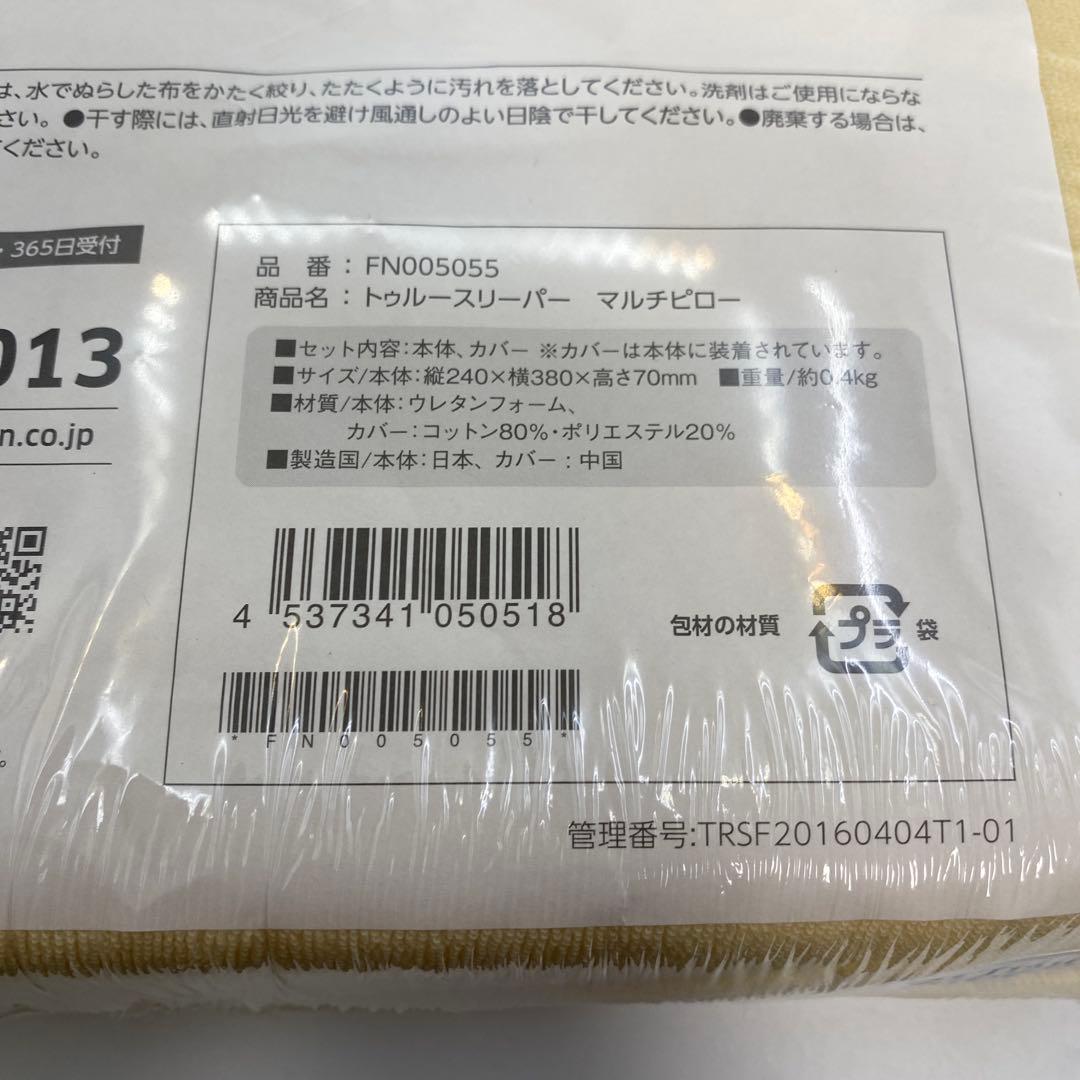 は、水でぬらした布をかたく絞り、たたくように汚れを落としてください。洗剤はご使用にならな
さい。 ●干す際には、直射日光を避け風通しのよい日陰で干してください。●廃棄する場合は、
ください。
・365日受付
013
n.co.jp
品 番 : FN005055
商品名 : トゥルースリーパー マルチピロー
■セット内容:本体、カバー ※カバーは本体に装着されています。
■サイズ/本体:縦240×横380×高さ70mm ■重量/約0.4kg
■材質/本体:ウレタンフォーム、
カバー:コットン80%・ポリエステル20%
■製造国/本体:日本、カバー:中国
4 537341 050518
*FN005055*
包材の材質 プラ 袋
。
管理番号:TRSF20160404T1-01